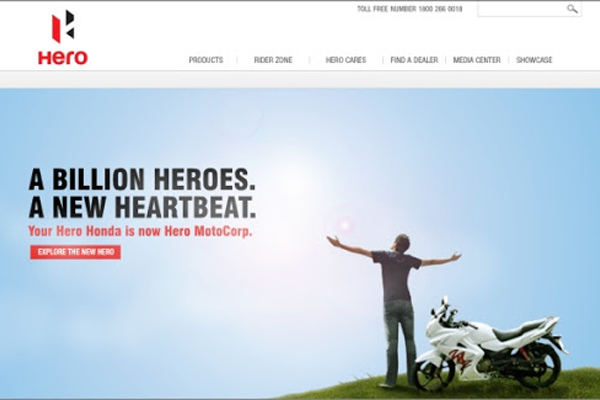 TOLL FREE NUMBER 1800 266 0018
Hero
PRODUCTS RIDER ZONE HERO CARES FIND A DEALER MEDIA CENTER SHOWCASE
A BILLION HEROES.
A NEW HEARTBEAT.
Your Hero Honda is now Hero MotoCorp.
EXPLORE THE NEW HERO